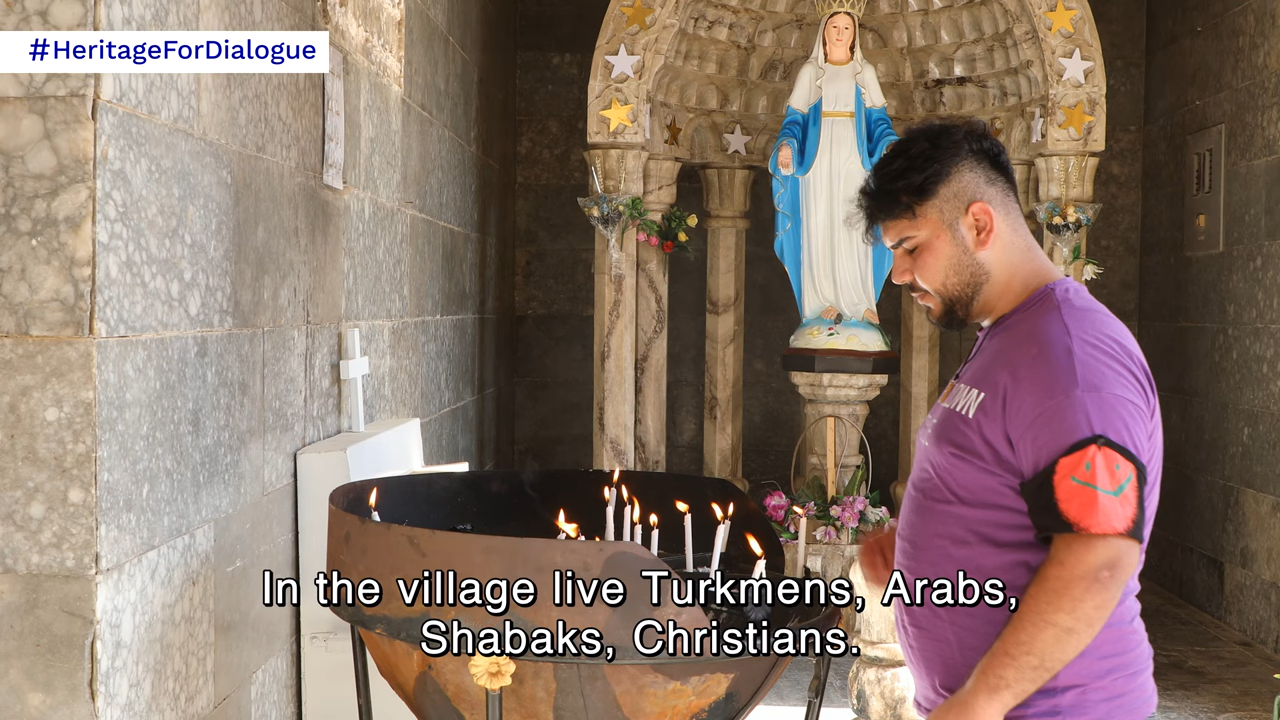 #HeritageForDialogue
In the village live Turkmens, Arabs,
Shabaks, Christians.